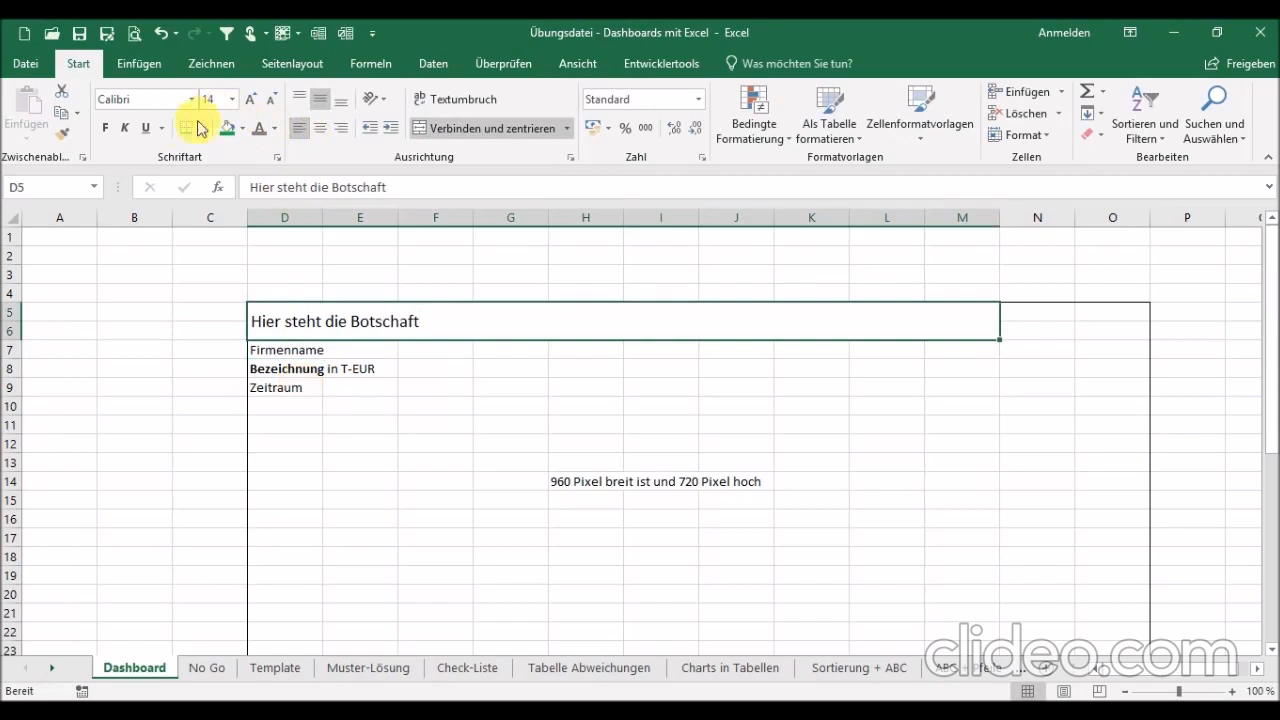 Übungsdatei - Dashboards mit Excel - Excel
Anmelden
Datei Start Einfügen Zeichnen Seitenlayout Formeln Daten Überprüfen Ansicht Entwicklertools Was möchten Sie tun? Freigeben
Einfügen
Calibri 14
Textumbruch
Standard
Bedingte Formatierung
Als Tabelle formatieren
Zellenformatvorlagen
Einfügen
Löschen
Format
Sortieren und Filtern
Suchen und Auswählen
F K U
Verbinden und zentrieren
% 000
Zwischenabl... Schriftart Ausrichtung Zahl Formatvorlagen Zellen Bearbeiten
D5 fx Hier steht die Botschaft
A B C D E F G H I J K L M N O P
1
2
3
4
5 Hier steht die Botschaft
6
7 Firmenname
8 Bezeichnung in T-EUR
9 Zeitraum
10
11
12
13
14 960 Pixel breit ist und 720 Pixel hoch
15
16
17
18
19
20
21
22
23
Dashboard No Go Template Muster-Lösung Check-Liste Tabelle Abweichungen Charts in Tabellen Sortierung + ABC ABC + Pfeile ...
clideo.com
Bereit 100 %